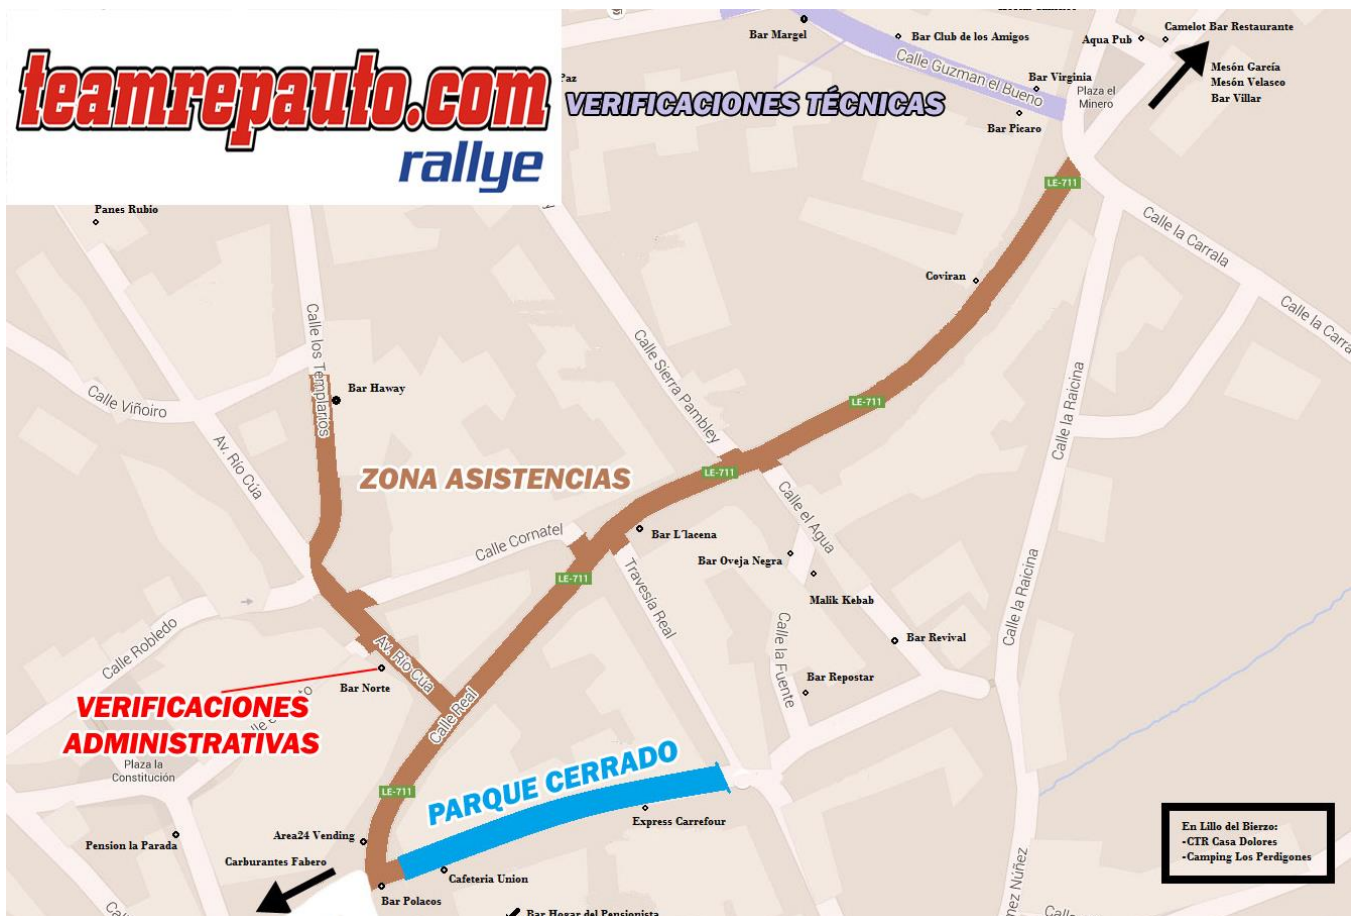 teamrepauto.com
rallye
Bar Margel
Bar Club de los Amigos
Aqua Pub
Camelot Bar Restaurante
Mesón García
Mesón Velasco
Bar Villar
Calle Guzman el Bueno
Bar Virginia
Plaza el
Minero
Paz
VERIFICACIONES TÉCNICAS
Bar Picaro
LE-711
Panes Rubio
Calle la Carrala
Coviran
Calle la Carra
Calle los Templarios
Calle Sierra Pambley
Bar Haway
Calle Viñoiro
LE-711
Calle la Raicina
Av. Río Cúa
ZONA ASISTENCIAS
LE-711
Calle el Agua
Calle Cornatel
Bar L'lacena
Bar Oveja Negra
LE-711
Travesía Real
Malik Kebab
Calle la Raicina
Calle Robledo
Calle la Fuente
Bar Revival
Av. Río Cúa
Bar Norte
Bar Repostar
VERIFICACIONES
ADMINISTRATIVAS
Calle Real
Plaza la
Constitución
PARQUE CERRADO
LE-711
Express Carrefour
Area24 Vending
Pension la Parada
Carburantes Fabero
Cafeteria Union
Bar Polacos
Bar Hogar del Pensionista
En Lillo del Bierzo:
-CTR Casa Dolores
-Camping Los Perdigones
nez Núñez
Calle